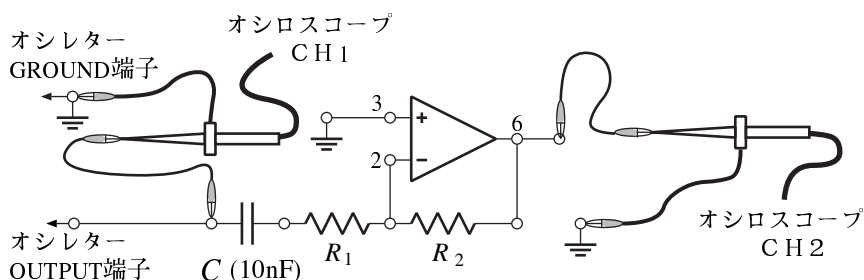 オシレター
GROUND端子
オシロスコープ
CH1
3
+
6
2
−
オシロスコープ
CH2
オシレター
OUTPUT端子
C (10nF)
R1
R2